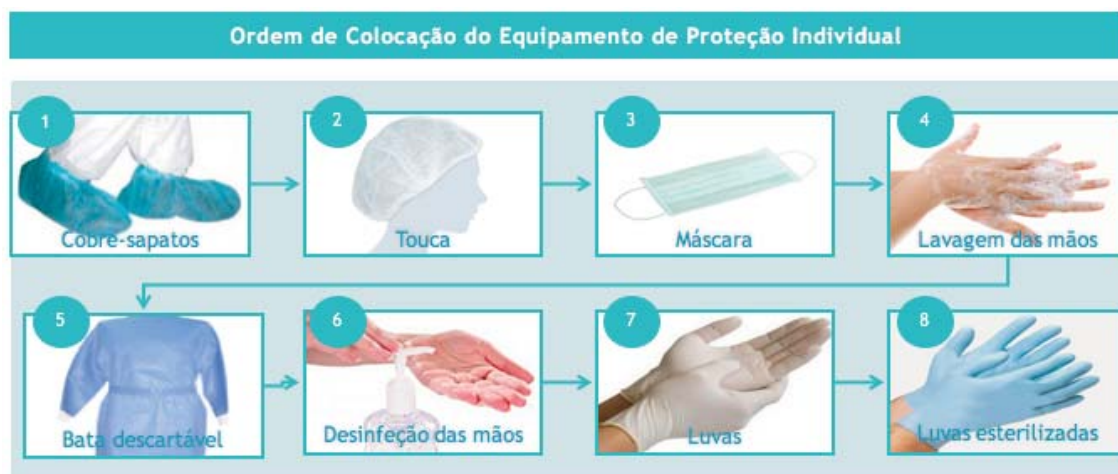 Ordem de Colocação do Equipamento de Proteção Individual
1
Cobre-sapatos
2
Touca
3
Máscara
4
Lavagem das mãos
5
Bata descartável
6
Desinfeção das mãos
7
Luvas
8
Luvas esterilizadas